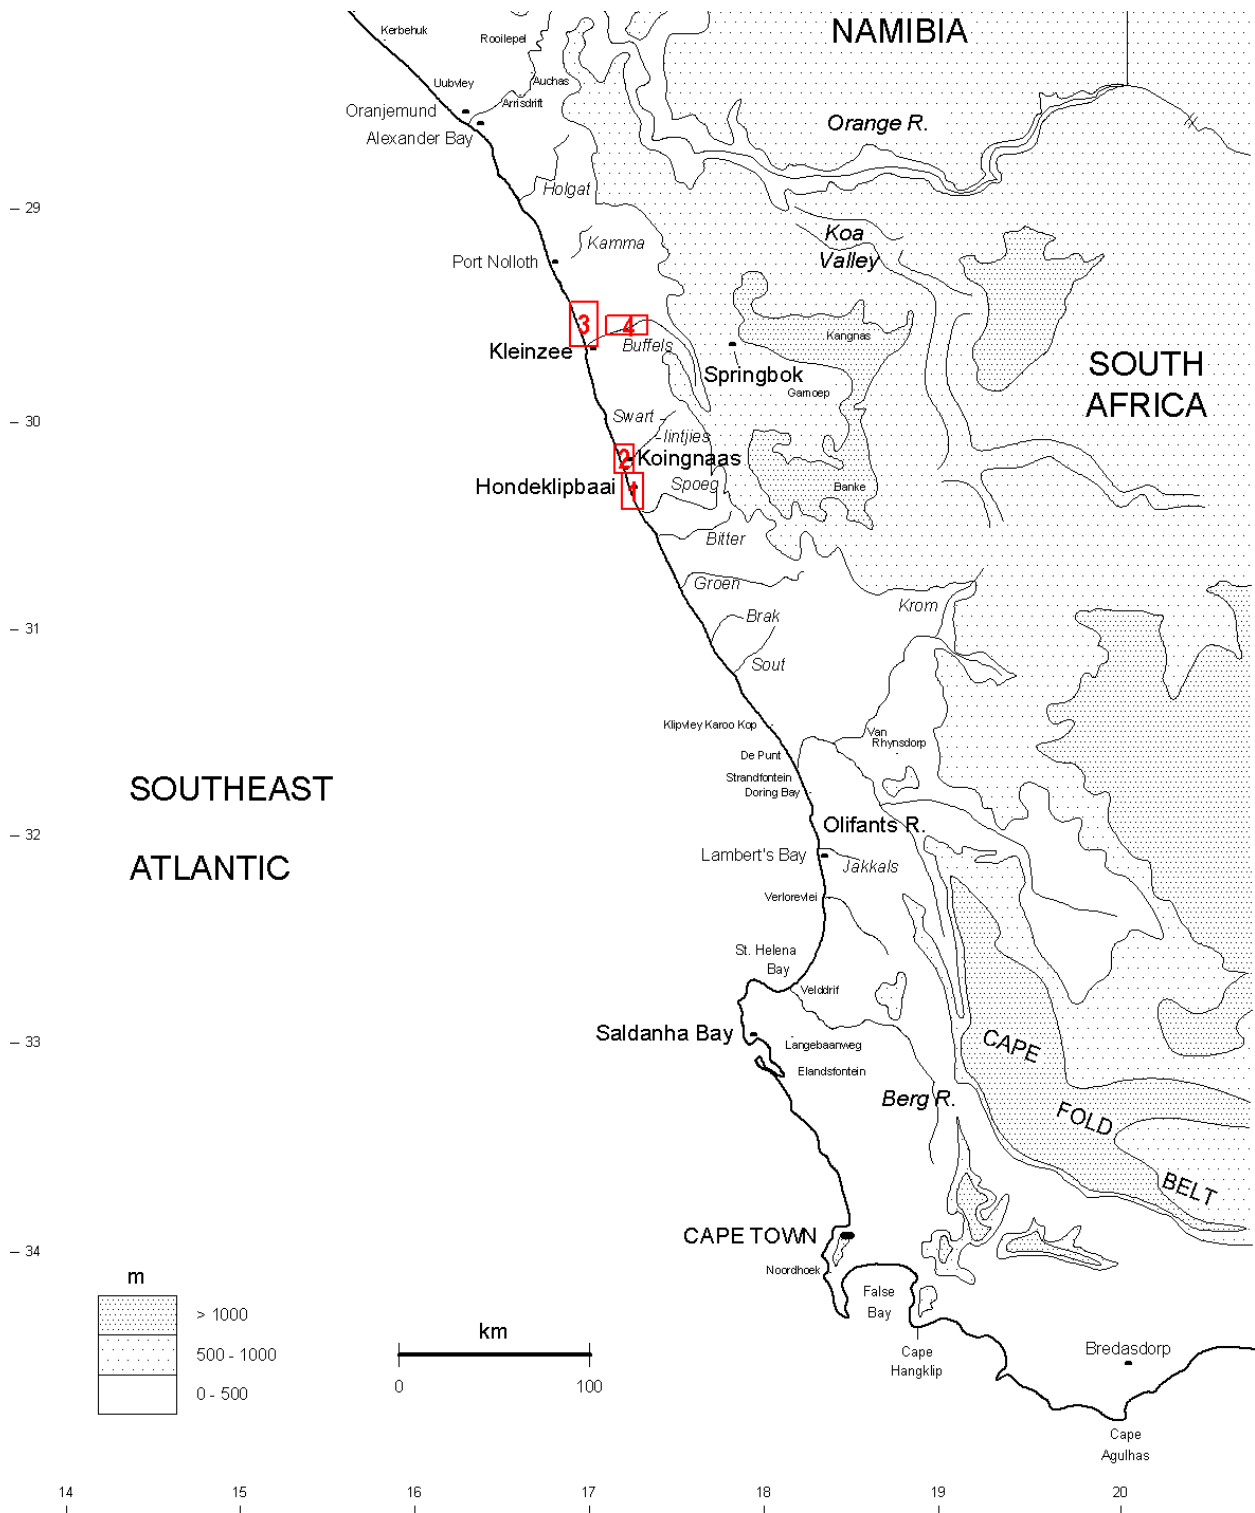 Kerbehuk
Rooilepel
NAMIBIA
Uubvley
Auchas
Oranjemund
Arrisdrift
Alexander Bay
Orange R.
Holgat
– 29
Koa
Kamma
Valley
Port Nolloth
3
4
Kangnas
Kleinzee
Buffels
SOUTH
Springbok
AFRICA
Gamoep
Swart
– 30
lintjies
2
Koingnaas
Hondeklipbaai
1
Spoeg
Banke
Bitter
Groen
Krom
Brak
– 31
Sout
Klipvley Karoo Kop
Van
Rhynsdorp
De Punt
Strandfontein
SOUTHEAST
Doring Bay
Olifants R.
– 32
Lambert's Bay
ATLANTIC
Jakkals
Verlorevlei
St. Helena
Bay
Velddrif
Saldanha Bay
– 33
Langebaanweg
CAPE
Elandsfontein
Berg R.
FOLD
BELT
CAPE TOWN
– 34
Noordhoek
m
False
Bay
> 1000
km
500 - 1000
Cape
Hangklip
Bredasdorp
0 - 500
0
100
Cape
Agulhas
14
15
16
17
18
19
20